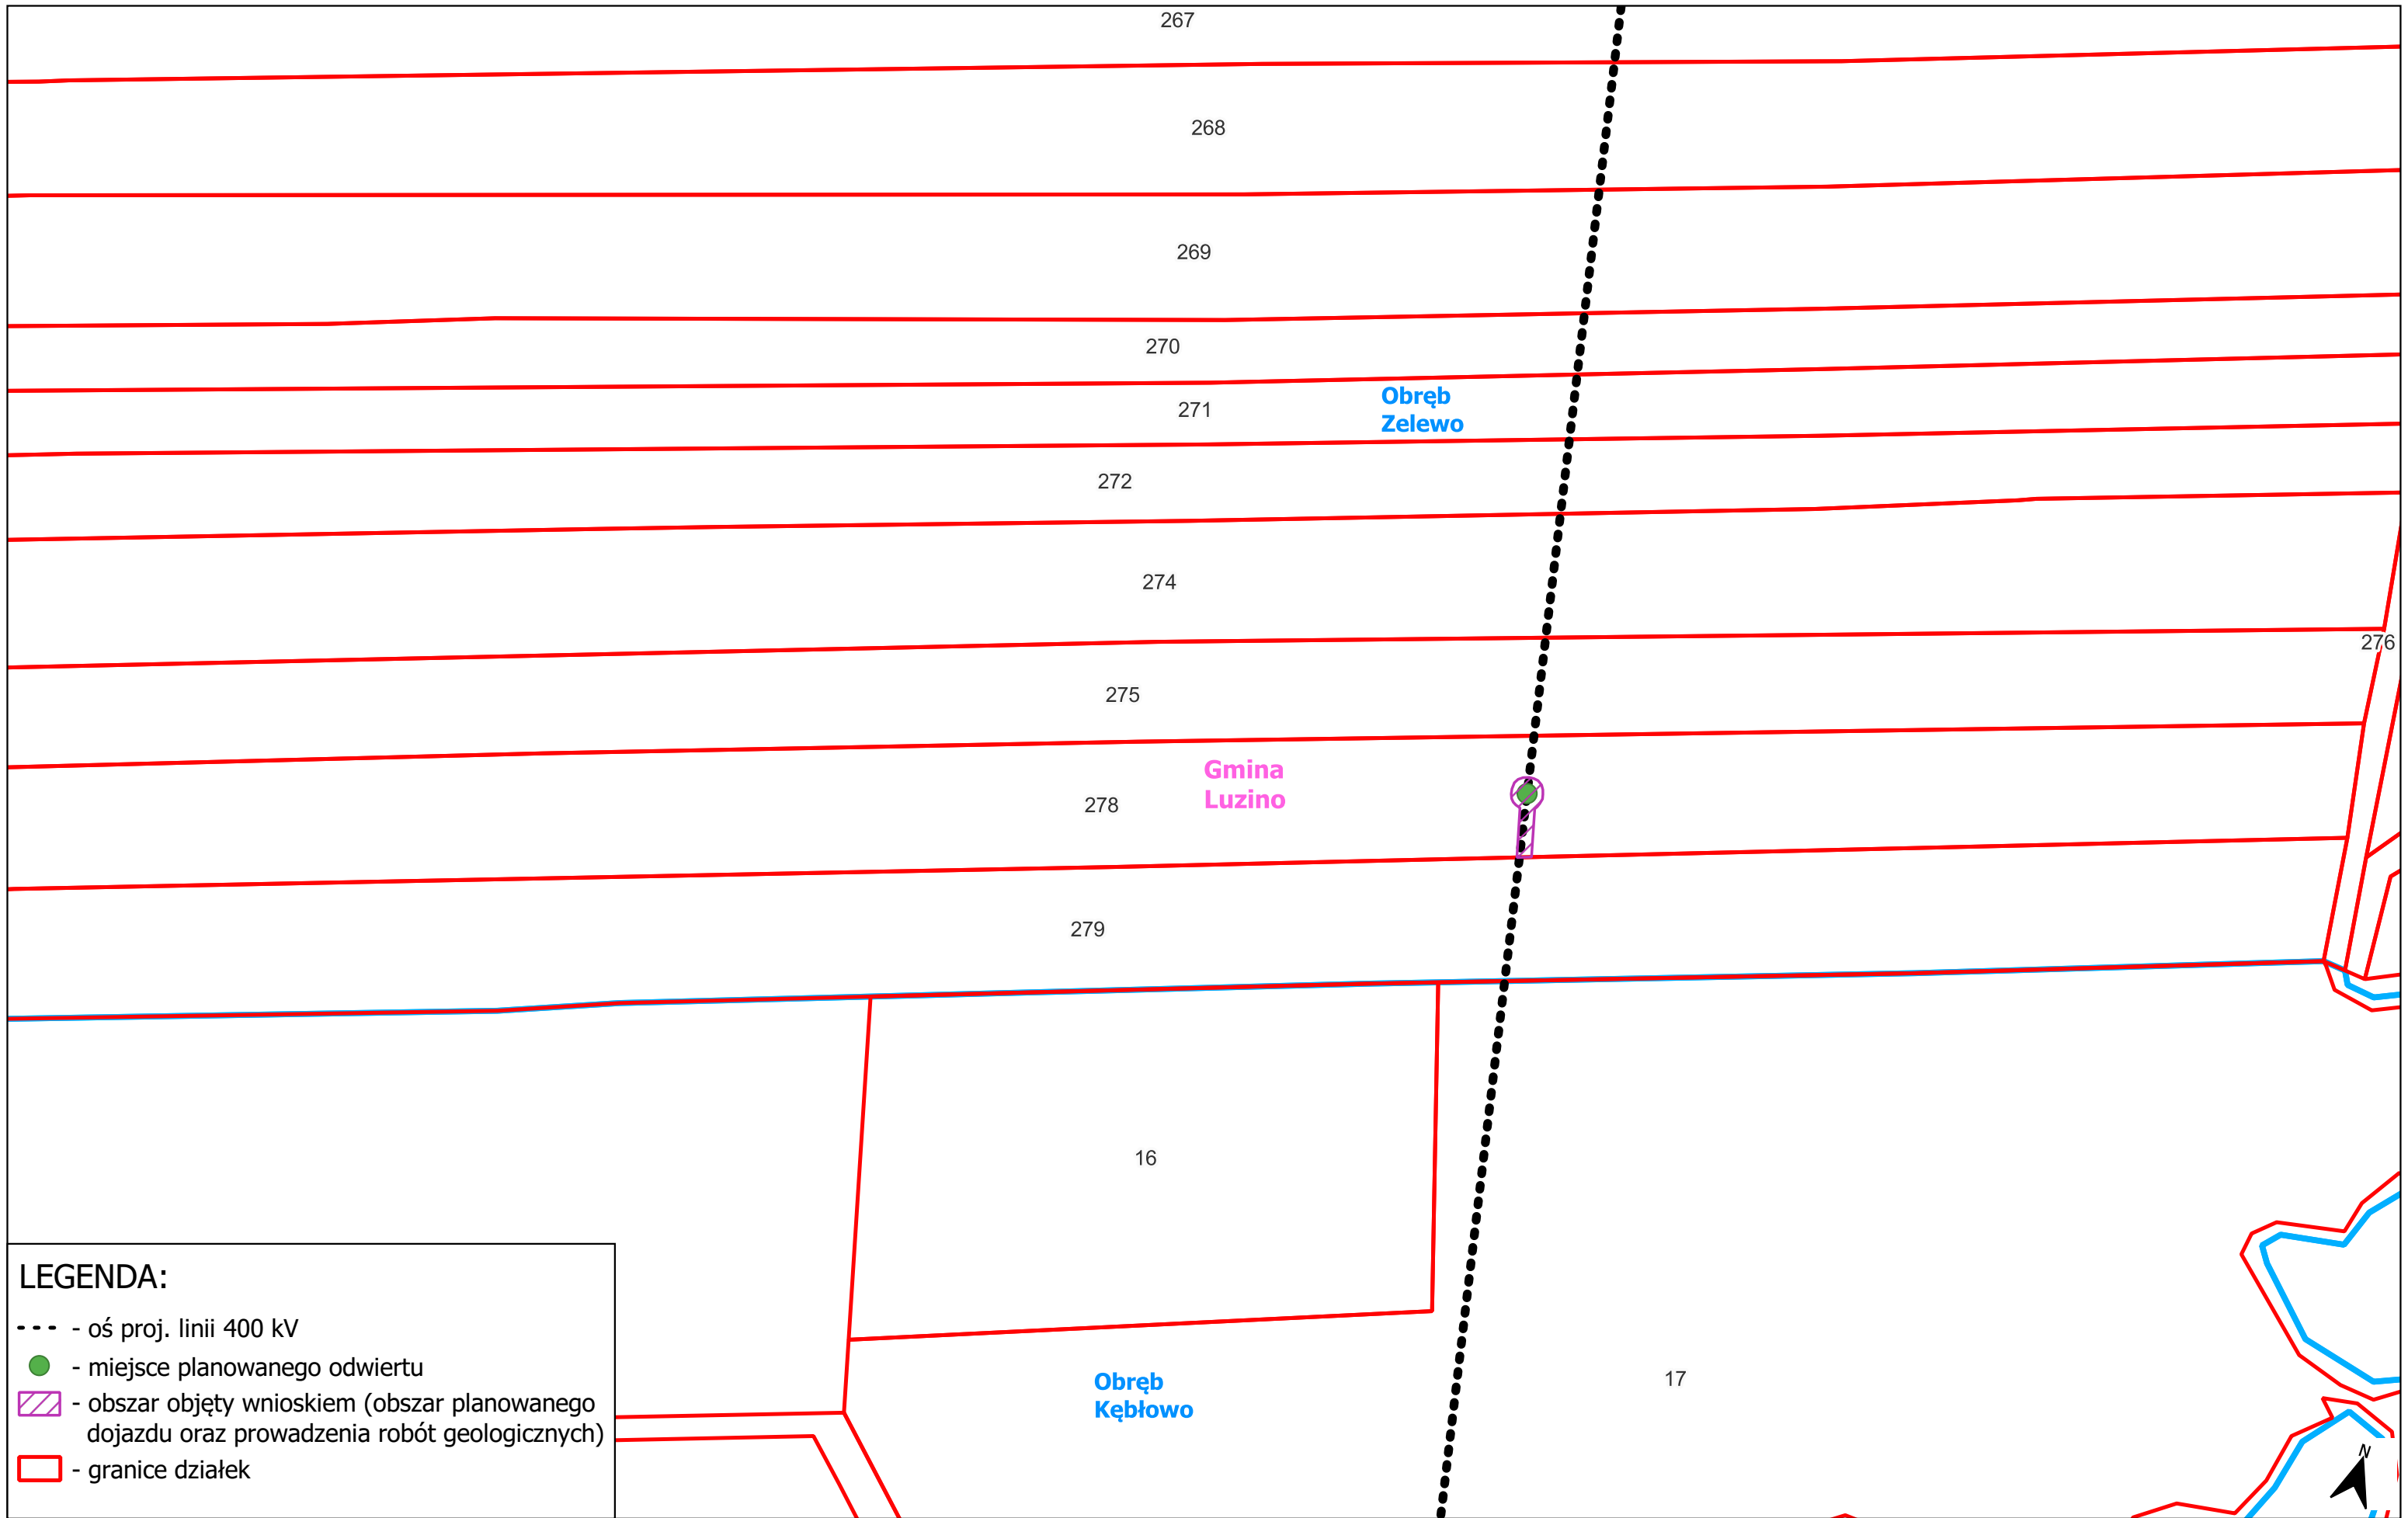 267
268
269
270
271
Obręb
Zelewo
272
274
276
275
Gmina
Luzino
278
279
16
Obręb
Kębłowo
17
LEGENDA:
- oś proj. linii 400 kV
- miejsce planowanego odwiertu
- obszar objęty wnioskiem (obszar planowanego
dojazdu oraz prowadzenia robót geologicznych)
- granice działek
N